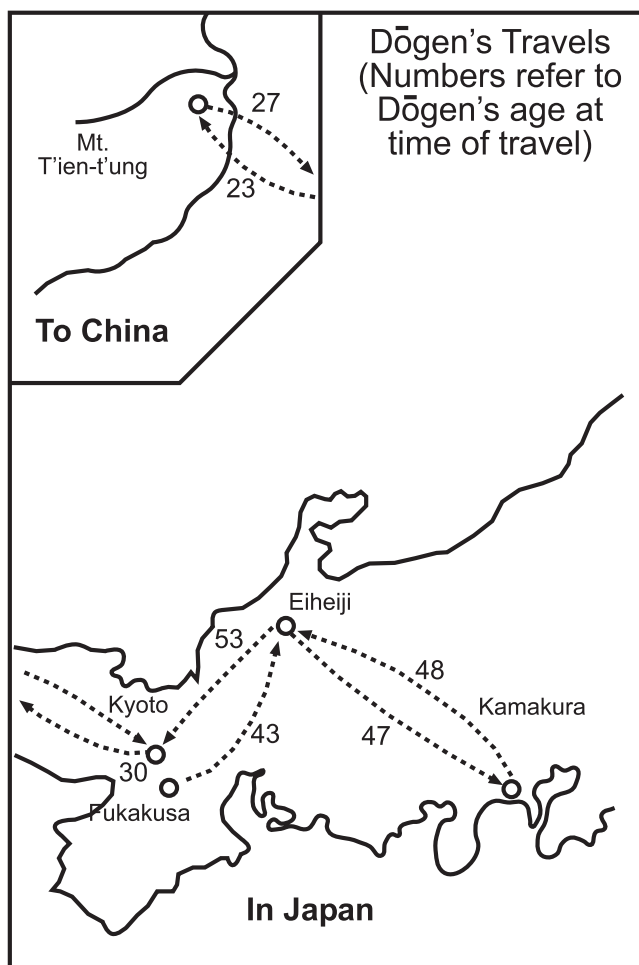 Dōgen's Travels
(Numbers refer to
Dōgen's age at
time of travel)
27
Mt.
T'ien-t'ung
23
To China
Eiheiji
53
48
Kyoto
Kamakura
43
47
30
Fukakusa
In Japan